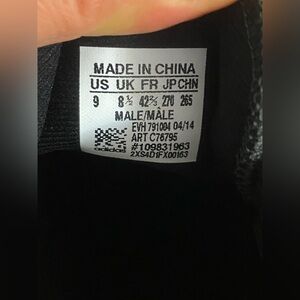 MADE IN CHINA
US UK FR JP CHN
9 8½ 42⅔ 270 265
MALE/MÂLE
EVH 791004 04/14
ART C76795
#109831963
adidas 2XS4D1FX00163